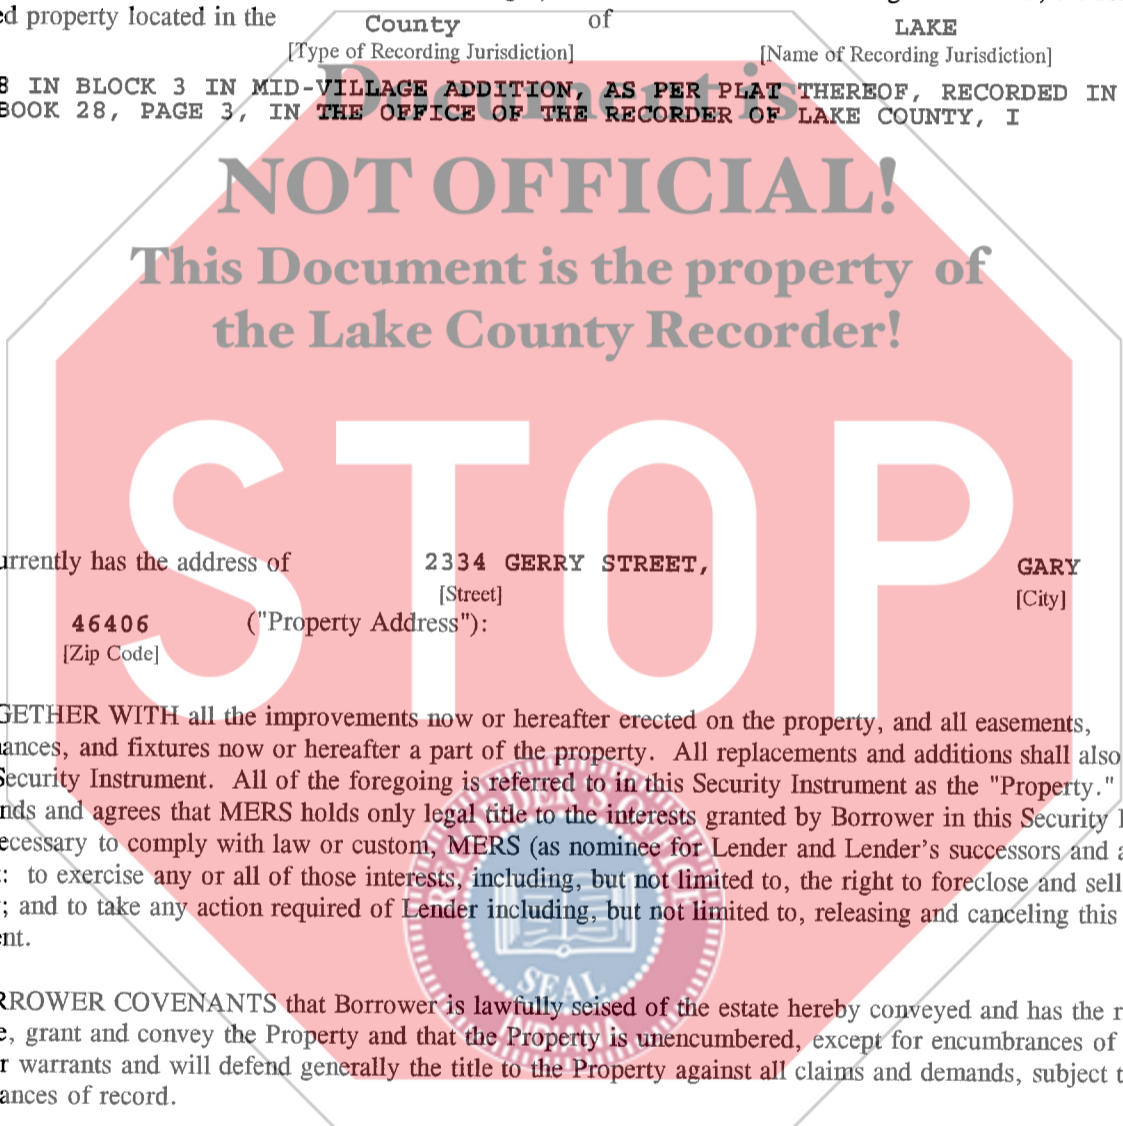 ed property located in the County of LAKE
[Type of Recording Jurisdiction] [Name of Recording Jurisdiction]
8 IN BLOCK 3 IN MID-VILLAGE ADDITION, AS PER PLAT THEREOF, RECORDED IN
BOOK 28, PAGE 3, IN THE OFFICE OF THE RECORDER OF LAKE COUNTY, I
Document is
NOT OFFICIAL!
This Document is the property of
the Lake County Recorder!
STOP
urrently has the address of 2334 GERRY STREET, GARY
[Street] [City]
46406 ("Property Address"):
[Zip Code]
GETHER WITH all the improvements now or hereafter erected on the property, and all easements,
ances, and fixtures now or hereafter a part of the property. All replacements and additions shall also
Security Instrument. All of the foregoing is referred to in this Security Instrument as the "Property."
nds and agrees that MERS holds only legal title to the interests granted by Borrower in this Security I
ecessary to comply with law or custom, MERS (as nominee for Lender and Lender's successors and a
: to exercise any or all of those interests, including, but not limited to, the right to foreclose and sell
; and to take any action required of Lender including, but not limited to, releasing and canceling this
ent.
RECORDER'S OFFICE
SEAL
INDIANA
RROWER COVENANTS that Borrower is lawfully seised of the estate hereby conveyed and has the r
e, grant and convey the Property and that the Property is unencumbered, except for encumbrances of
r warrants and will defend generally the title to the Property against all claims and demands, subject t
ances of record.